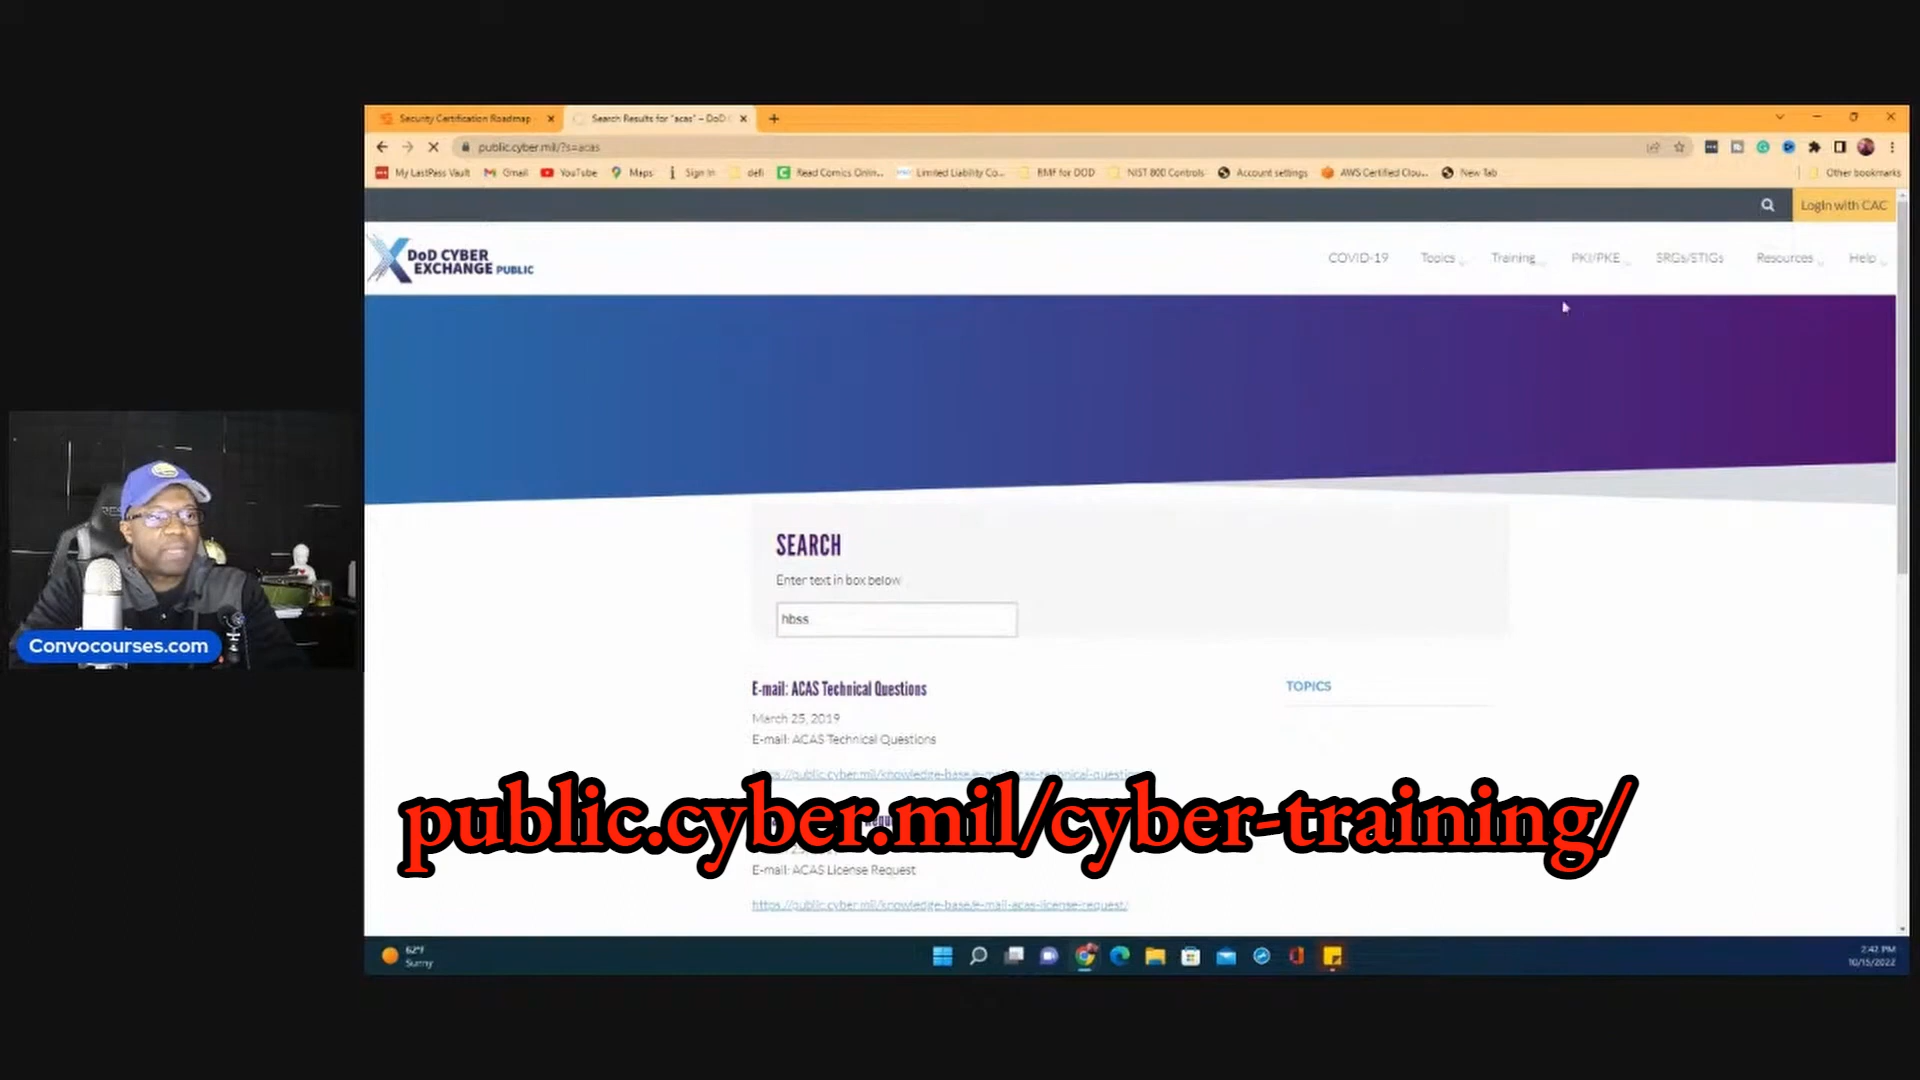 Security Certification Roadmap
Search Results for "acas" – DoD
public.cyber.mil/?s=acas
My LastPass Vault
Gmail
YouTube
Maps
Sign In
defi
Read Comics Onlin...
Limited Liability Co...
RMF for DOD
NIST 800 Controls
Account settings
AWS Certified Clou...
New Tab
Other bookmarks
Login with CAC
DoD CYBER
EXCHANGE PUBLIC
COVID-19
Topics
Training
PKI/PKE
SRGs/STIGs
Resources
Help
SEARCH
Enter text in box below
hbss
E-mail: ACAS Technical Questions
March 25, 2019
E-mail: ACAS Technical Questions
TOPICS
public.cyber.mil/cyber-training/
E-mail: ACAS License Request
https://public.cyber.mil/knowledge-base/e-mail-acas-license-request/
Convocourses.com
62°F
Sunny
2:42 PM
10/15/2022